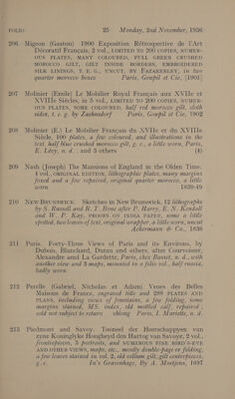 FOLIO 25 Monday, 2nd November, 1936
206 Migeon (Gaston) 1900 Exposition Rétrospective de l'Art
Décoratif Français, 2 vol., LIMITED TO 200 COPIES, NUMER-
OUS PLATES, MANY COLOURED, FULL GREEN CRUSHED
MOROCCO GILT, GILT INSIDE BORDERS, EMBROIDERED
SILK LININGS, T. E. G., UNCUT, BY in two
quarter morocco boxes Paris, Goupil et Cie, [1901]
207 Molinier (Emile) Le Mobilier Royal Français aux XVIIe et
XVIIIe Siècles, in 5 vol., LIMITED TO 200 COPIES, NUMER-
OUS PLATES, SOME COLOURED, half red morocco gilt, cloth
sides, t. e. g. by Zaehnsdorf Paris, Goupil et Cie, 1902
208 Molinier (E.) Le Mobilier Français du XVIIe et du XVIIIe
Siècle, 100 plates, a few coloured, and illustrations in the
text, half blue crushed morocco gilt, g. e., a little worn, Paris,
E. Lévy, n. d.; and 3 others (4)
209 Nash (Joseph) The Mansions of England in the Olden Time,
4 vol., ORIGINAL EDITION, lithographic plates, many margins
foxed and a few repaired, original quarter morocco, a little
worn 1839-49
210 NEW BRUNSWICK. Sketches in New Brunswick, 12 lithographs
by S. Russell and R. T. Hone after P. Harry, E. N. Kendall
and W. P. Kay, PROOFS ON INDIA PAPER, some a little
spotted, two leaves of text, original wrapper, a little worn, uncut
Ackermann & Co., 1836
211 Paris. Forty-Three Views of Paris and its Environs, by
Dubois, Blanchard, Duran and others, after Courvoisier,
Alexandre and La Gardette, Paris, chez Basset, n. d., with
another view and 3 maps, mounted in a folio vol., half russia,
badly worn
212 Perelle (Gabriel, Nicholas et Adam) Veues des Belles
Maisons de France, engraved title and 288 PLATES AND
PLANS, including views of fountains, a few folding, some
margins stained, MS. index, old mottled calf, repaired,
sold not subject to return oblong Paris, J. Mariette, n. d.
213 Piedmont and Savoy. Tooneel der Heerschappyen van
zyne Koninglyke Hoogheyd den Hartog van Savoye, 2 vol.,
frontispieces, 5 portraits, and NUMEROUS FINE BIRD'S-EYE
AND OTHER VIEWS, maps, etc., mostly double-page or folding,
a few leaves stained in vol. 2, old vellum gilt, gilt centrepieces,
g. e. In's Gravenhage, By A. Moetjens, 1697